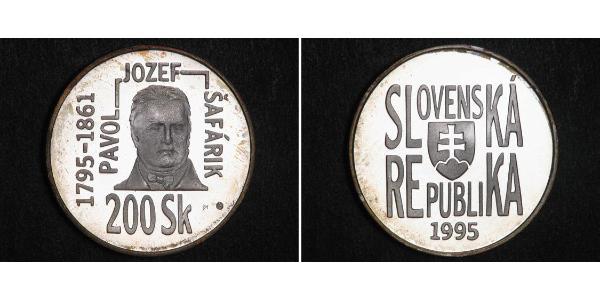 1795-1861
PAVOL
JOZEF
ŠAFÁRIK
200 Sk
SLOVENSKÁ
REPUBLIKA
1995